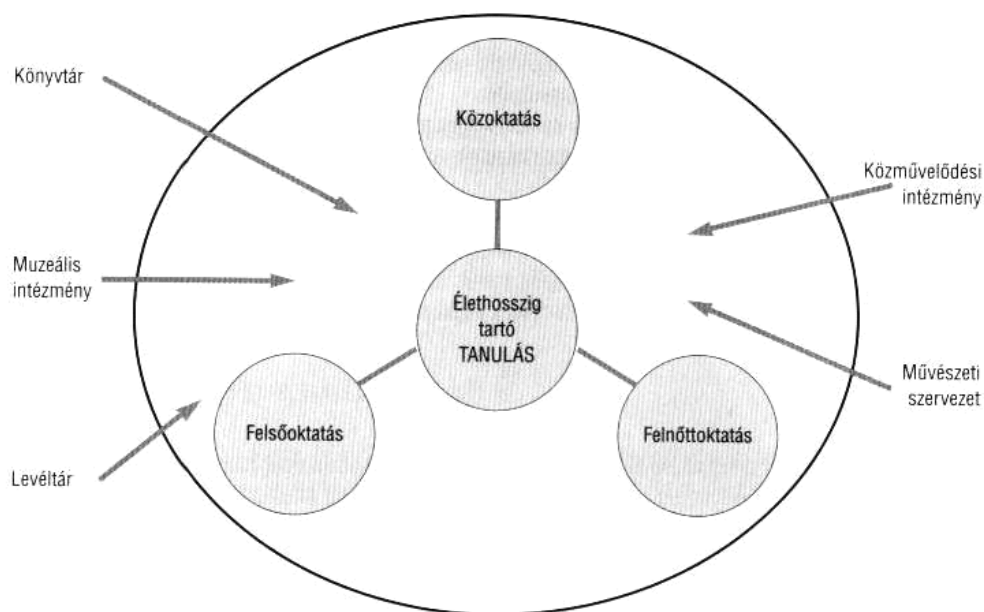 Könyvtár
Közoktatás
Közművelődési
intézmény
Muzeális
intézmény
Élethosszig
tartó
TANULÁS
Művészeti
szervezet
Felsőoktatás
Felnőttoktatás
Levéltár